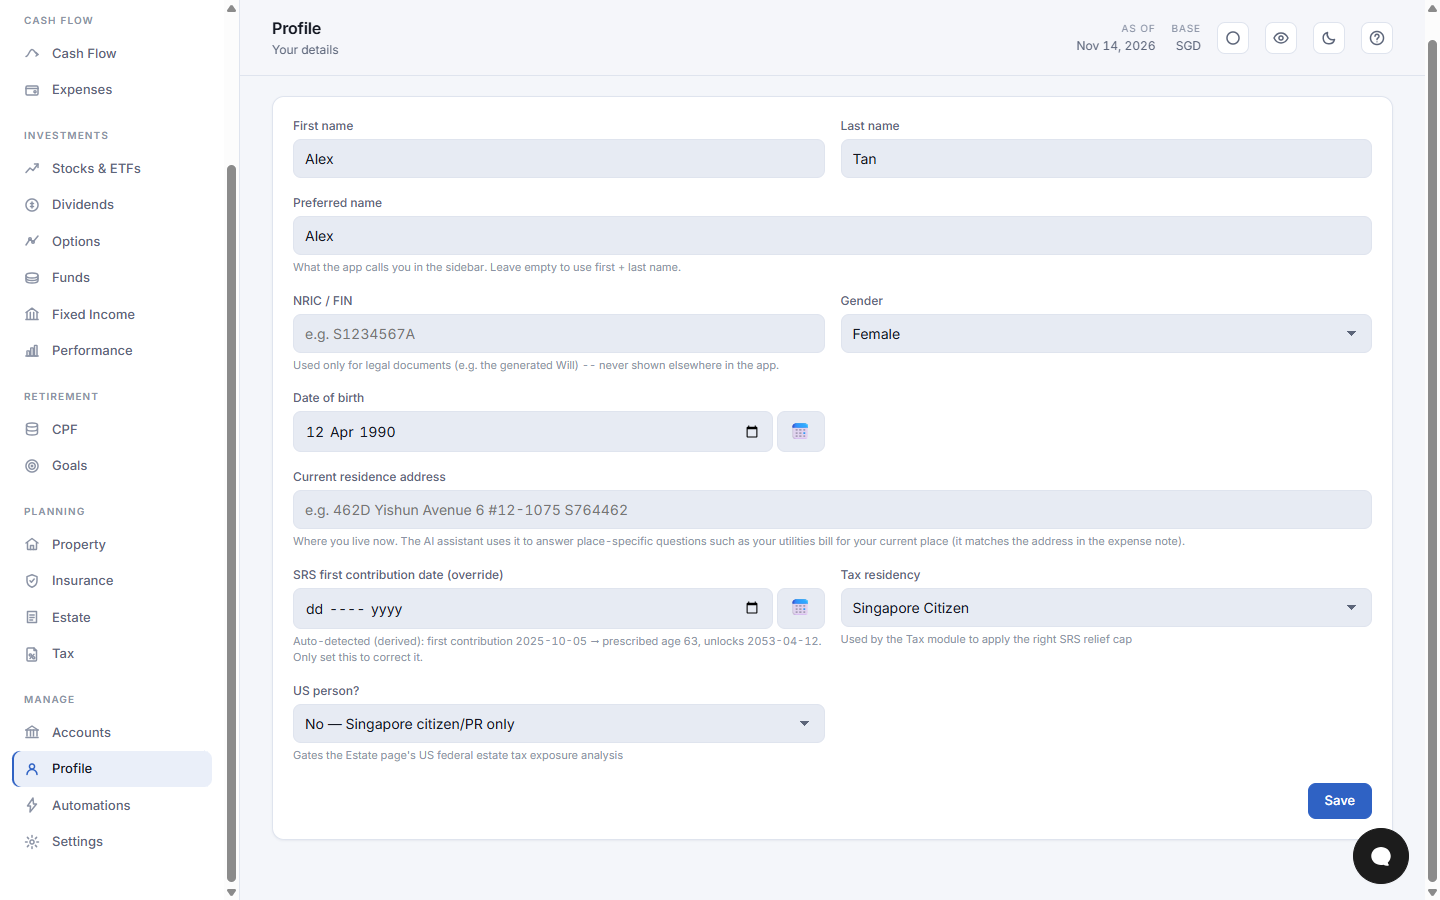 CASH FLOW
Cash Flow
Expenses
INVESTMENTS
Stocks & ETFs
Dividends
Options
Funds
Fixed Income
Performance
RETIREMENT
CPF
Goals
PLANNING
Property
Insurance
Estate
Tax
MANAGE
Accounts
Profile
Automations
Settings
Profile
Your details
AS OF
Nov 14, 2026
BASE
SGD
First name
Alex
Last name
Tan
Preferred name
Alex
What the app calls you in the sidebar. Leave empty to use first + last name.
NRIC / FIN
e.g. S1234567A
Used only for legal documents (e.g. the generated Will) -- never shown elsewhere in the app.
Gender
Female
Date of birth
12 Apr 1990
Current residence address
e.g. 462D Yishun Avenue 6 #12-1075 S764462
Where you live now. The AI assistant uses it to answer place-specific questions such as your utilities bill for your current place (it matches the address in the expense note).
SRS first contribution date (override)
dd ---- yyyy
Auto-detected (derived): first contribution 2025-10-05 → prescribed age 63, unlocks 2053-04-12.
Only set this to correct it.
Tax residency
Singapore Citizen
Used by the Tax module to apply the right SRS relief cap
US person?
No — Singapore citizen/PR only
Gates the Estate page's US federal estate tax exposure analysis
Save